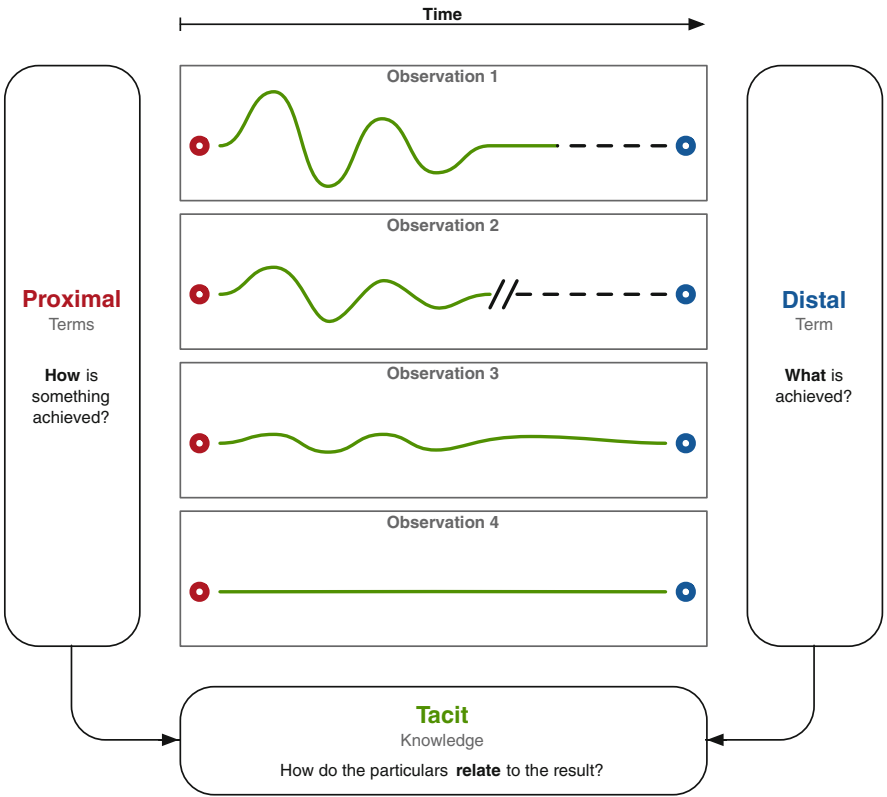 Time
Observation 1
Observation 2
Proximal
Terms
How is
something
achieved?
Observation 3
Observation 4
Distal
Term
What is
achieved?
Tacit
Knowledge
How do the particulars relate to the result?